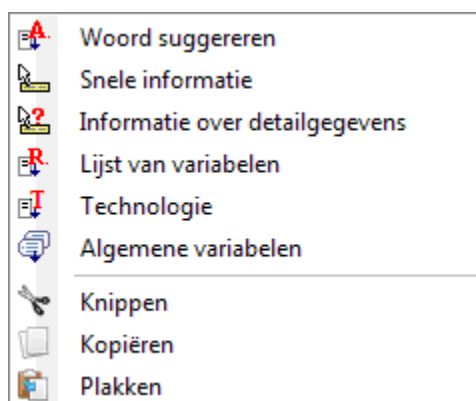 Woord suggereren
Snele informatie
Informatie over detailgegevens
Lijst van variabelen
Technologie
Algemene variabelen
Knippen
Kopiëren
Plakken